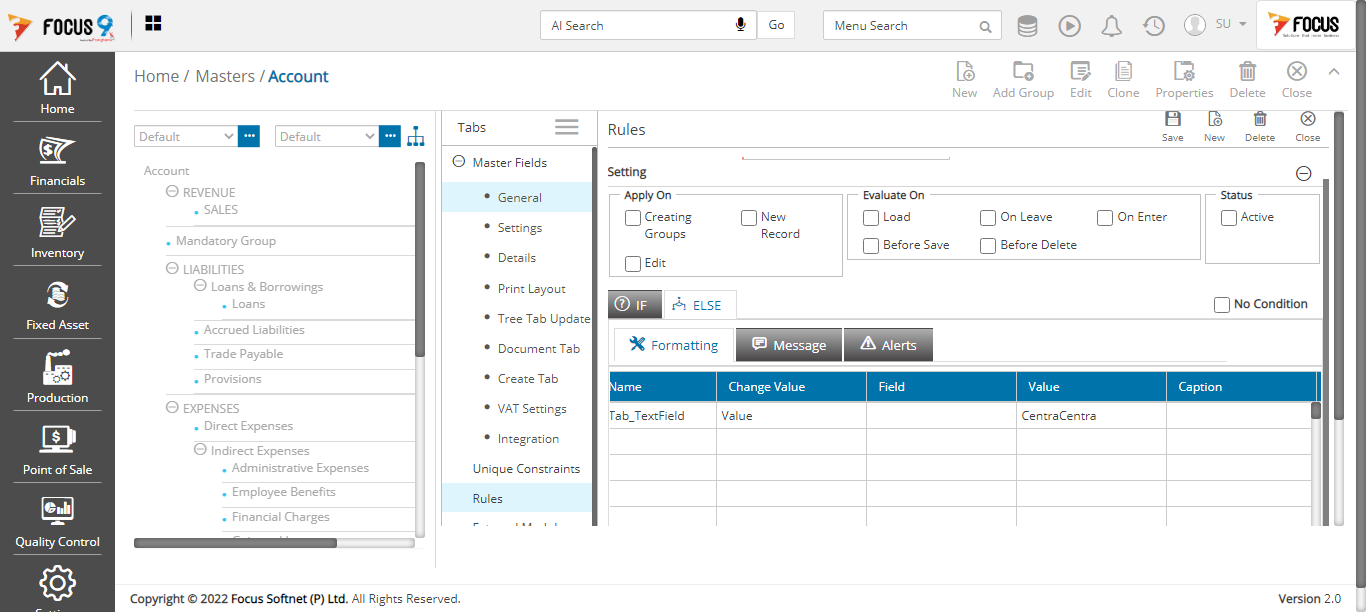 FOCUS 9
AI Search
Go
Menu Search
SU
FOCUS
Home / Masters / Account
New
Add Group
Edit
Clone
Properties
Delete
Close
Home
Financials
Inventory
Fixed Asset
Production
Point of Sale
Quality Control
Default
Default
Account
REVENUE
SALES
Mandatory Group
LIABILITIES
Loans & Borrowings
Loans
Accrued Liabilities
Trade Payable
Provisions
EXPENSES
Direct Expenses
Indirect Expenses
Administrative Expenses
Employee Benefits
Financial Charges
Tabs
Master Fields
General
Settings
Details
Print Layout
Tree Tab Update
Document Tab
Create Tab
VAT Settings
Integration
Unique Constraints
Rules
Rules
Save
New
Delete
Close
Setting
Apply On
Creating Groups
New Record
Edit
Evaluate On
Load
On Leave
On Enter
Before Save
Before Delete
Status
Active
IF
ELSE
No Condition
Formatting
Message
Alerts
Name
Change Value
Field
Value
Caption
Tab_TextField
Value
CentraCentra
Copyright © 2022 Focus Softnet (P) Ltd. All Rights Reserved.
Version 2.0